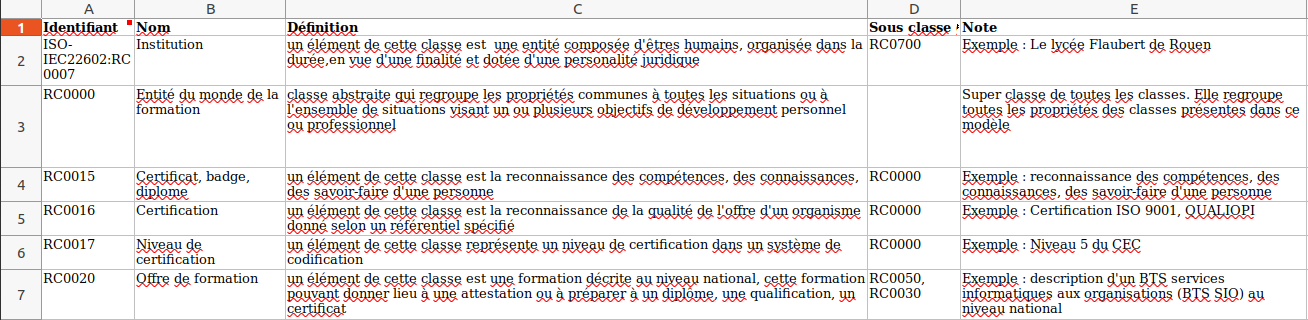 A B C D E
1 Identifiant Nom Définition Sous classe Note
2
ISO-
IEC22602:RC
0007
Institution
un élément de cette classe est  une entité composée d'êtres humains, organisée dans la
durée,en vue d'une finalité et dotée d'une personalité juridique
RC0700
Exemple : Le lycée Flaubert de Rouen
3
RC0000
Entité du monde de la
formation
classe abstraite qui regroupe les propriétés communes à toutes les situations ou à
l'ensemble de situations visant un ou plusieurs objectifs de développement personnel
ou professionnel
Super classe de toutes les classes. Elle regroupe
toutes les propriétés des classes présentes dans ce
modèle
4
RC0015
Certificat, badge,
diplome
un élément de cette classe est la reconnaissance des compétences, des connaissances,
des savoir-faire d'une personne
RC0000
Exemple : reconnaissance des compétences, des
connaissances, des savoir-faire d'une personne
5
RC0016
Certification
un élément de cette classe est la reconnaissance de la qualité de l'offre d'un organisme
donné selon un référentiel spécifié
RC0000
Exemple : Certification ISO 9001, QUALIOPI
6
RC0017
Niveau de
certification
un élément de cette classe représente un niveau de certification dans un système de
codification
RC0000
Exemple : Niveau 5 du CEC
7
RC0020
Offre de formation
un élément de cette classe est une formation décrite au niveau national, cette formation
pouvant donner lieu à une attestation ou à préparer à un diplôme, une qualification, un
certificat
RC0050,
RC0030
Exemple : description d'un BTS services
informatiques aux organisations (BTS SIO) au
niveau national